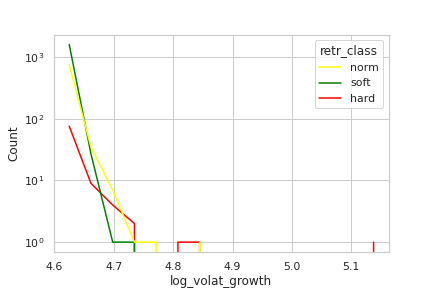 retr_class
norm
soft
hard
10³
10²
10¹
10⁰
Count
4.6 4.7 4.8 4.9 5.0 5.1
log_volat_growth